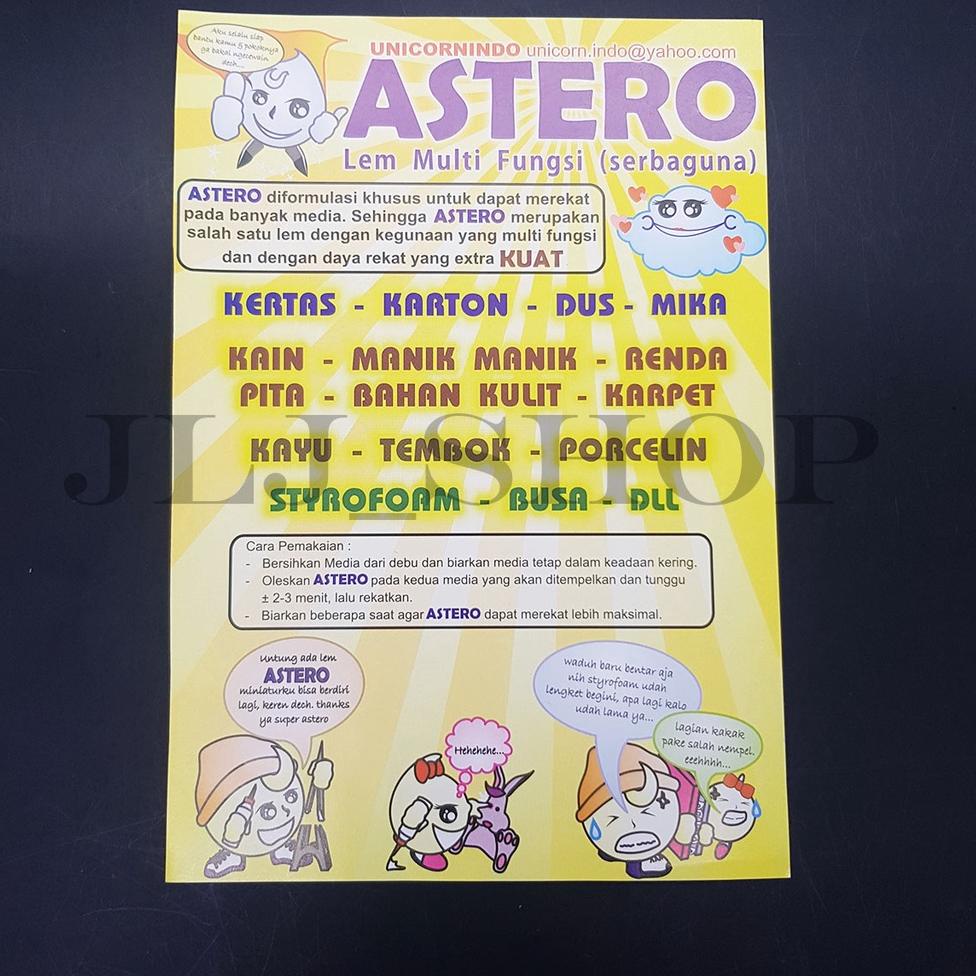 Aku selalu siap
bantu kamu 5 pokoknya
ga bakal ngecewain
dech...
UNICORNINDO unicorn.indo@yahoo.com
ASTERO
Lem Multi Fungsi (serbaguna)
ASTERO diformulasi khusus untuk dapat merekat
pada banyak media. Sehingga ASTERO merupakan
salah satu lem dengan kegunaan yang multi fungsi
dan dengan daya rekat yang extra KUAT
KERTAS - KARTON - DUS - MIKA
KAIN - MANIK MANIK - RENDA
PITA - BAHAN KULIT - KARPET
JLJ_SHOP
KAYU - TEMBOK - PORCELIN
STYROFOAM - BUSA - DLL
Cara Pemakaian :
- Bersihkan Media dari debu dan biarkan media tetap dalam keadaan kering.
- Oleskan ASTERO pada kedua media yang akan ditempelkan dan tunggu
± 2-3 menit, lalu rekatkan.
- Biarkan beberapa saat agar ASTERO dapat merekat lebih maksimal.
Untung ada lem
ASTERO
miniaturku bisa berdiri
lagi, keren dech. thanks
ya super astero
Hehehehe...
waduh baru bentar aja
nih styrofoam udah
lengket begini, apa lagi kalo
udah lama ya...
lagian kakak
pake salah nempel.
eeehhhh...